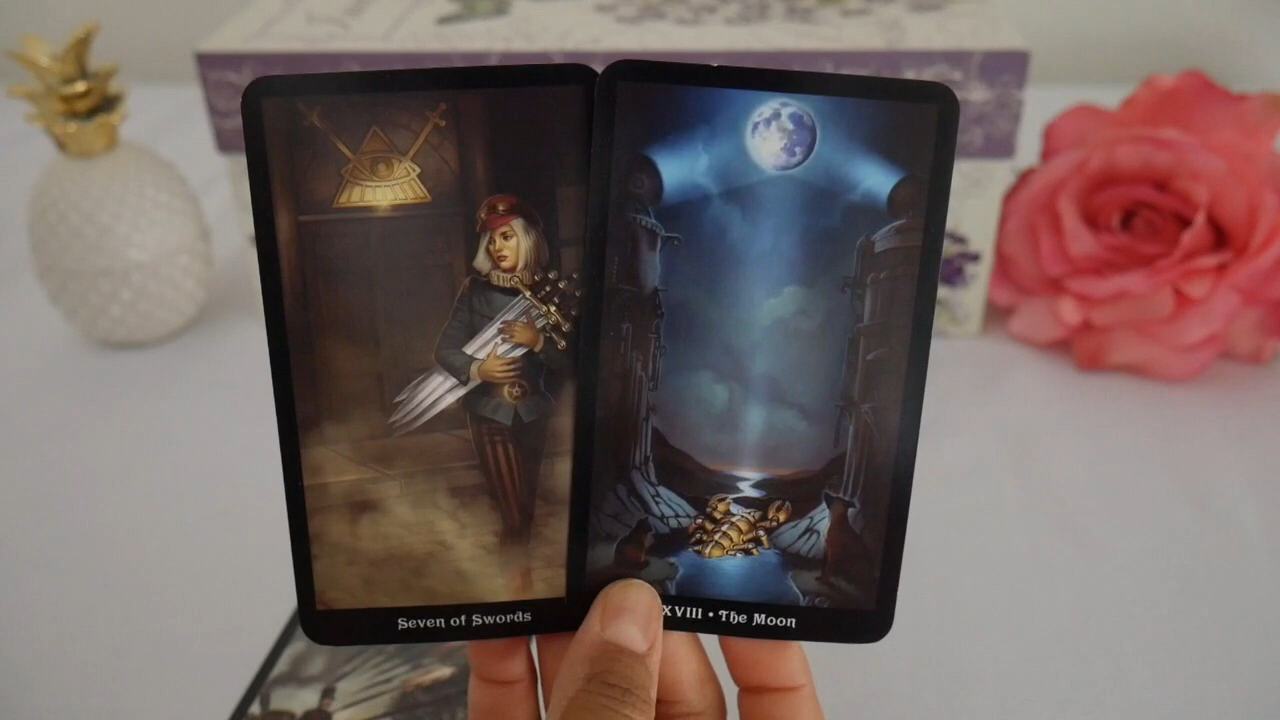 Seven of Swords
XVIII • The Moon